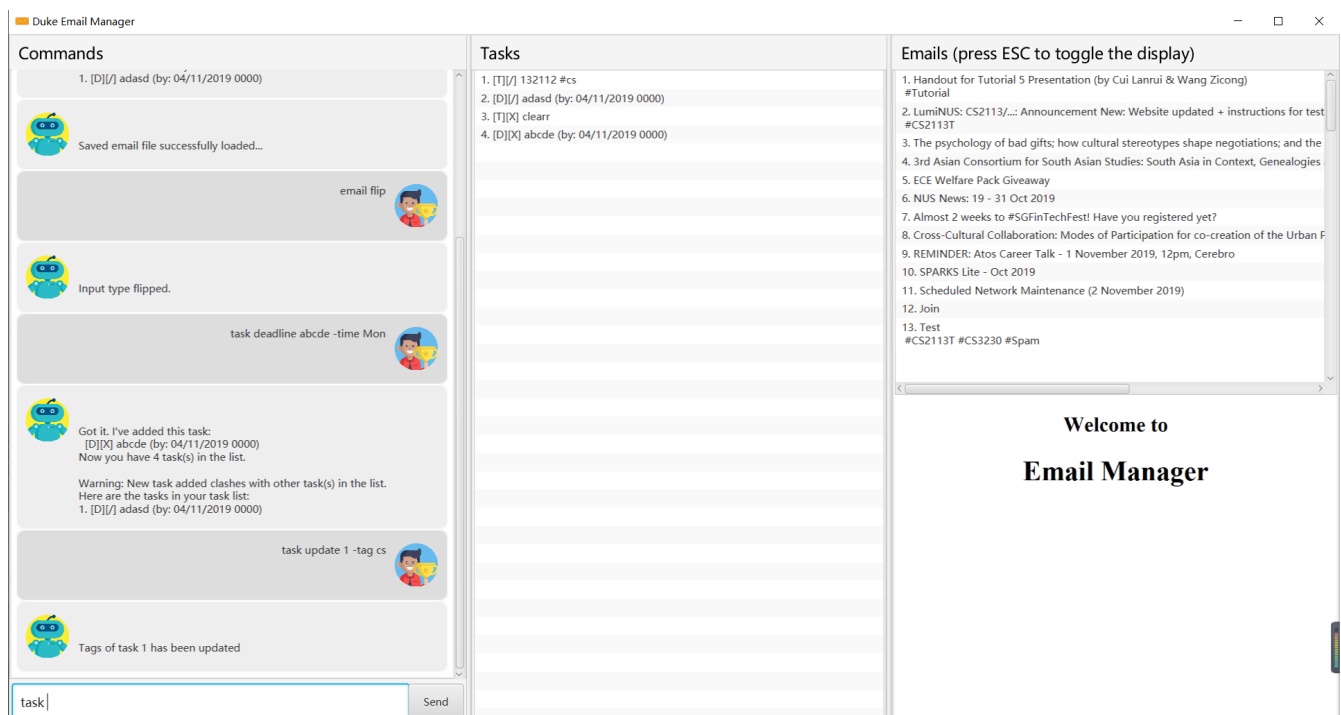 Duke Email Manager
Commands
1. [D][/] adasd (by: 04/11/2019 0000)
Saved email file successfully loaded...
email flip
Input type flipped.
task deadline abcde -time Mon
Got it. I've added this task:
[D][X] abcde (by: 04/11/2019 0000)
Now you have 4 task(s) in the list.
Warning: New task added clashes with other task(s) in the list.
Here are the tasks in your task list:
1. [D][/] adasd (by: 04/11/2019 0000)
task update 1 -tag cs
Tags of task 1 has been updated
task
Send
Tasks
1. [T][/] 132112 #cs
2. [D][/] adasd (by: 04/11/2019 0000)
3. [T][X] clearr
4. [D][X] abcde (by: 04/11/2019 0000)
Emails (press ESC to toggle the display)
1. Handout for Tutorial 5 Presentation (by Cui Lanrui & Wang Zicong)
#Tutorial
2. LumiNUS: CS2113/...: Announcement New: Website updated + instructions for test
#CS2113T
3. The psychology of bad gifts; how cultural stereotypes shape negotiations; and the
4. 3rd Asian Consortium for South Asian Studies: South Asia in Context, Genealogies
5. ECE Welfare Pack Giveaway
6. NUS News: 19 - 31 Oct 2019
7. Almost 2 weeks to #SGFinTechFest! Have you registered yet?
8. Cross-Cultural Collaboration: Modes of Participation for co-creation of the Urban
9. REMINDER: Atos Career Talk - 1 November 2019, 12pm, Cerebro
10. SPARKS Lite - Oct 2019
11. Scheduled Network Maintenance (2 November 2019)
12. Join
13. Test
#CS2113T #CS3230 #Spam
Welcome to
Email Manager